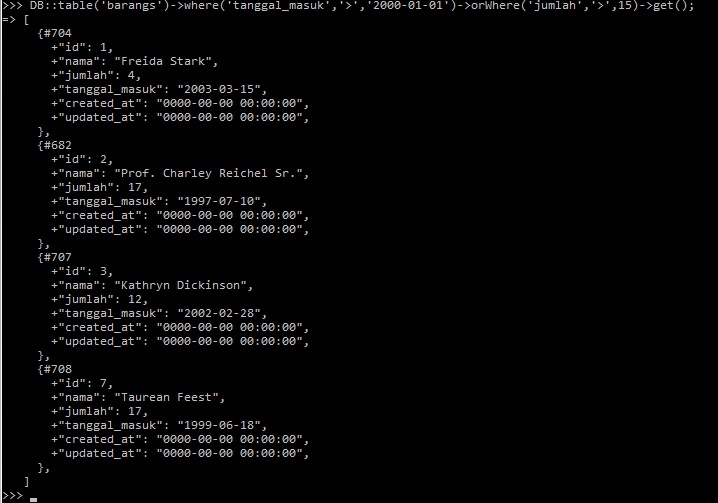 >>> DB::table('barangs')->where('tanggal_masuk','>','2000-01-01')->orWhere('jumlah','>',15)->get();
=> [
     {#704
       +"id": 1,
       +"nama": "Freida Stark",
       +"jumlah": 4,
       +"tanggal_masuk": "2003-03-15",
       +"created_at": "0000-00-00 00:00:00",
       +"updated_at": "0000-00-00 00:00:00",
     },
     {#682
       +"id": 2,
       +"nama": "Prof. Charley Reichel Sr.",
       +"jumlah": 17,
       +"tanggal_masuk": "1997-07-10",
       +"created_at": "0000-00-00 00:00:00",
       +"updated_at": "0000-00-00 00:00:00",
     },
     {#707
       +"id": 3,
       +"nama": "Kathryn Dickinson",
       +"jumlah": 12,
       +"tanggal_masuk": "2002-02-28",
       +"created_at": "0000-00-00 00:00:00",
       +"updated_at": "0000-00-00 00:00:00",
     },
     {#708
       +"id": 7,
       +"nama": "Taurean Feest",
       +"jumlah": 17,
       +"tanggal_masuk": "1999-06-18",
       +"created_at": "0000-00-00 00:00:00",
       +"updated_at": "0000-00-00 00:00:00",
     },
   ]
>>> _